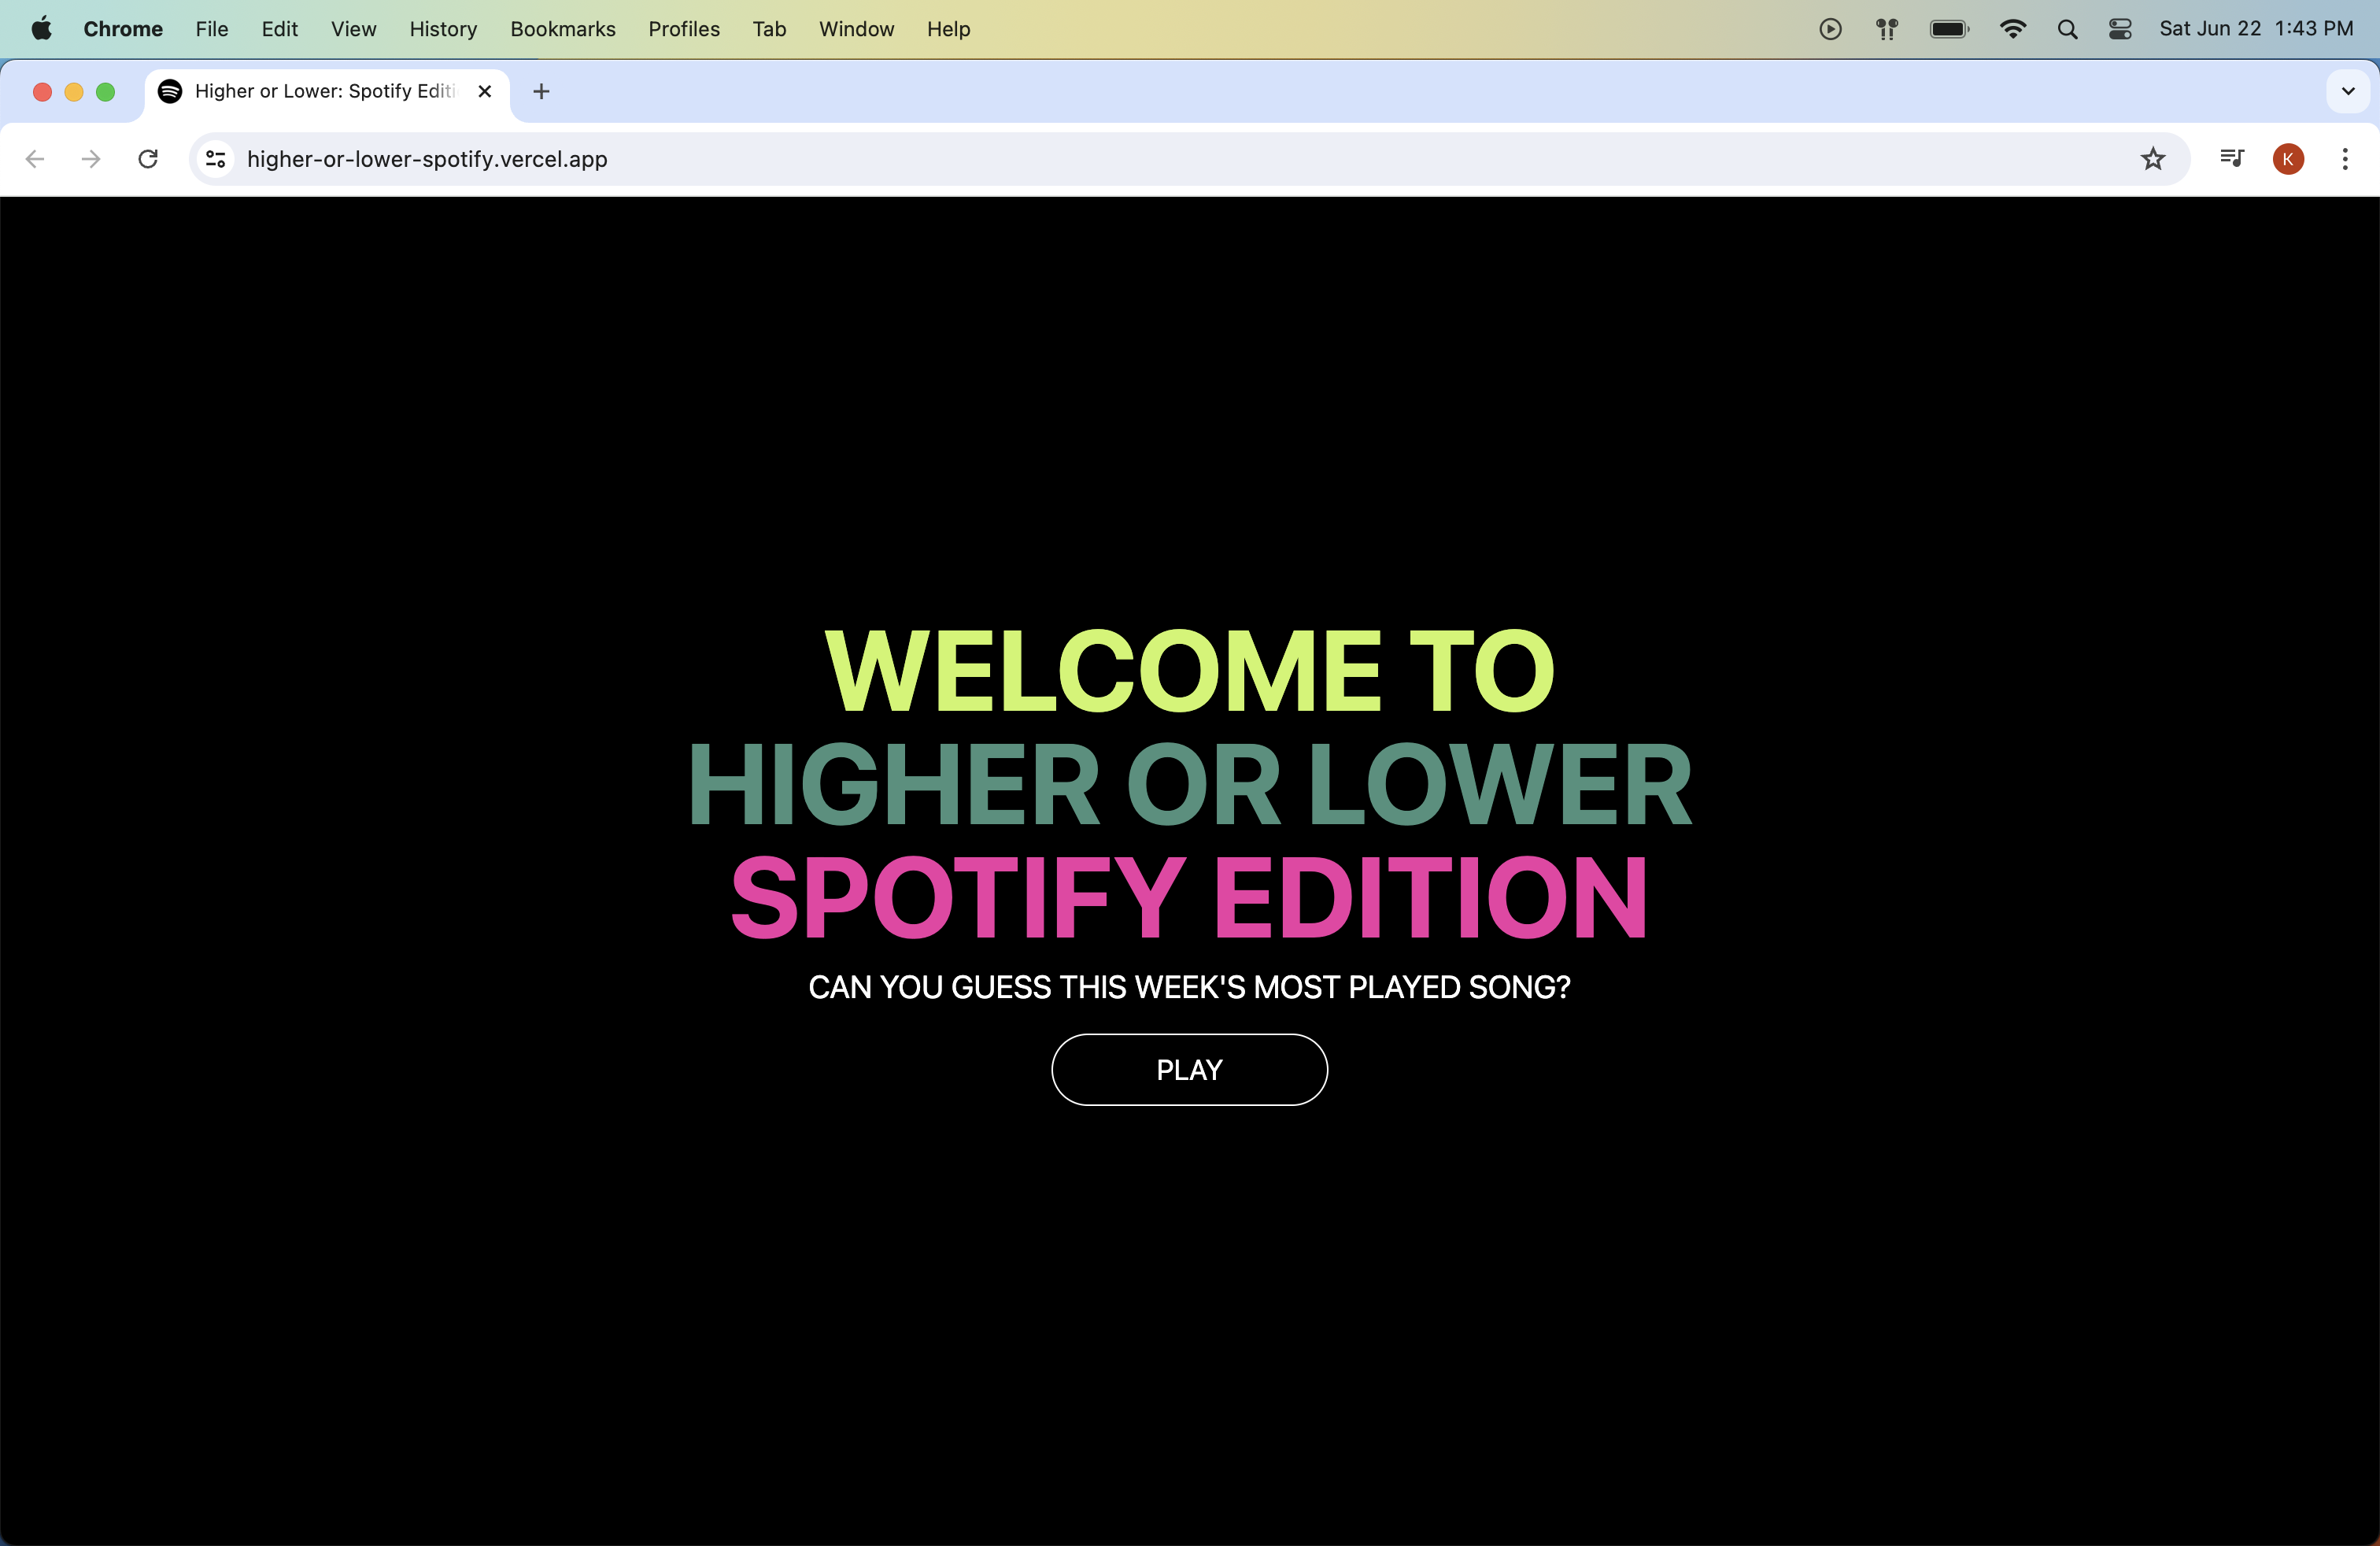 Chrome File Edit View History Bookmarks Profiles Tab Window Help Sat Jun 22 1:43 PM
Higher or Lower: Spotify Editi
higher-or-lower-spotify.vercel.app K
WELCOME TO
HIGHER OR LOWER
SPOTIFY EDITION
CAN YOU GUESS THIS WEEK'S MOST PLAYED SONG?
PLAY